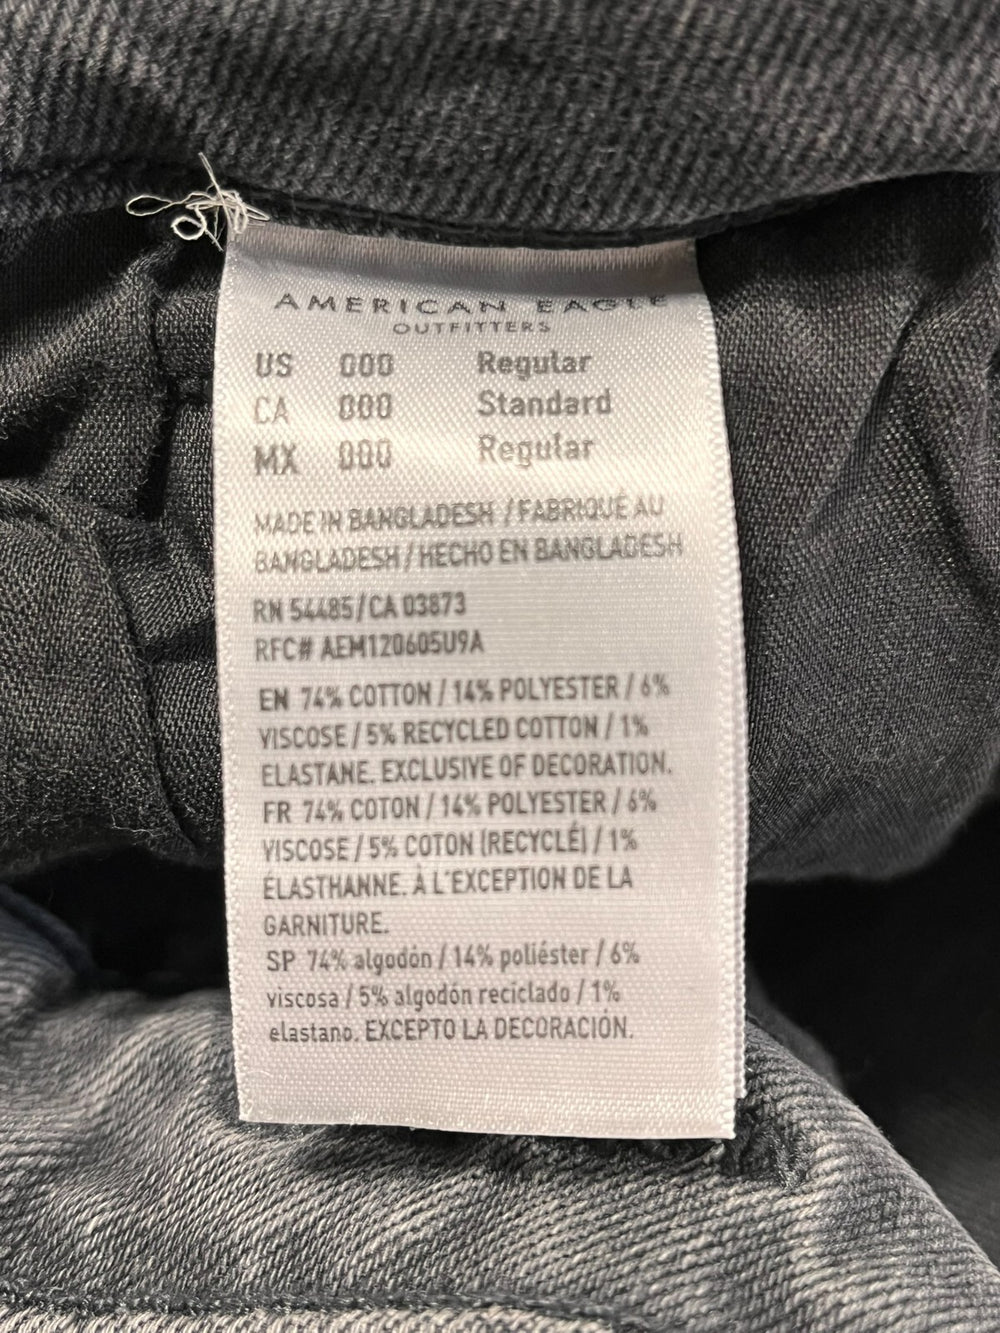 AMERICAN EAGLE
OUTFITTERS
US 000 Regular
CA 000 Standard
MX 000 Regular
MADE IN BANGLADESH / FABRIQUÉ AU
BANGLADESH / HECHO EN BANGLADESH
RN 54485/CA 03873
RFC# AEM120605U9A
EN 74% COTTON / 14% POLYESTER / 6%
VISCOSE / 5% RECYCLED COTTON / 1%
ELASTANE. EXCLUSIVE OF DECORATION.
FR 74% COTON / 14% POLYESTER / 6%
VISCOSE / 5% COTON (RECYCLÉ) / 1%
ÉLASTHANNE. À L'EXCEPTION DE LA
GARNITURE.
SP 74% algodón / 14% poliéster / 6%
viscosa / 5% algodón reciclado / 1%
elastano. EXCEPTO LA DECORACIÓN.